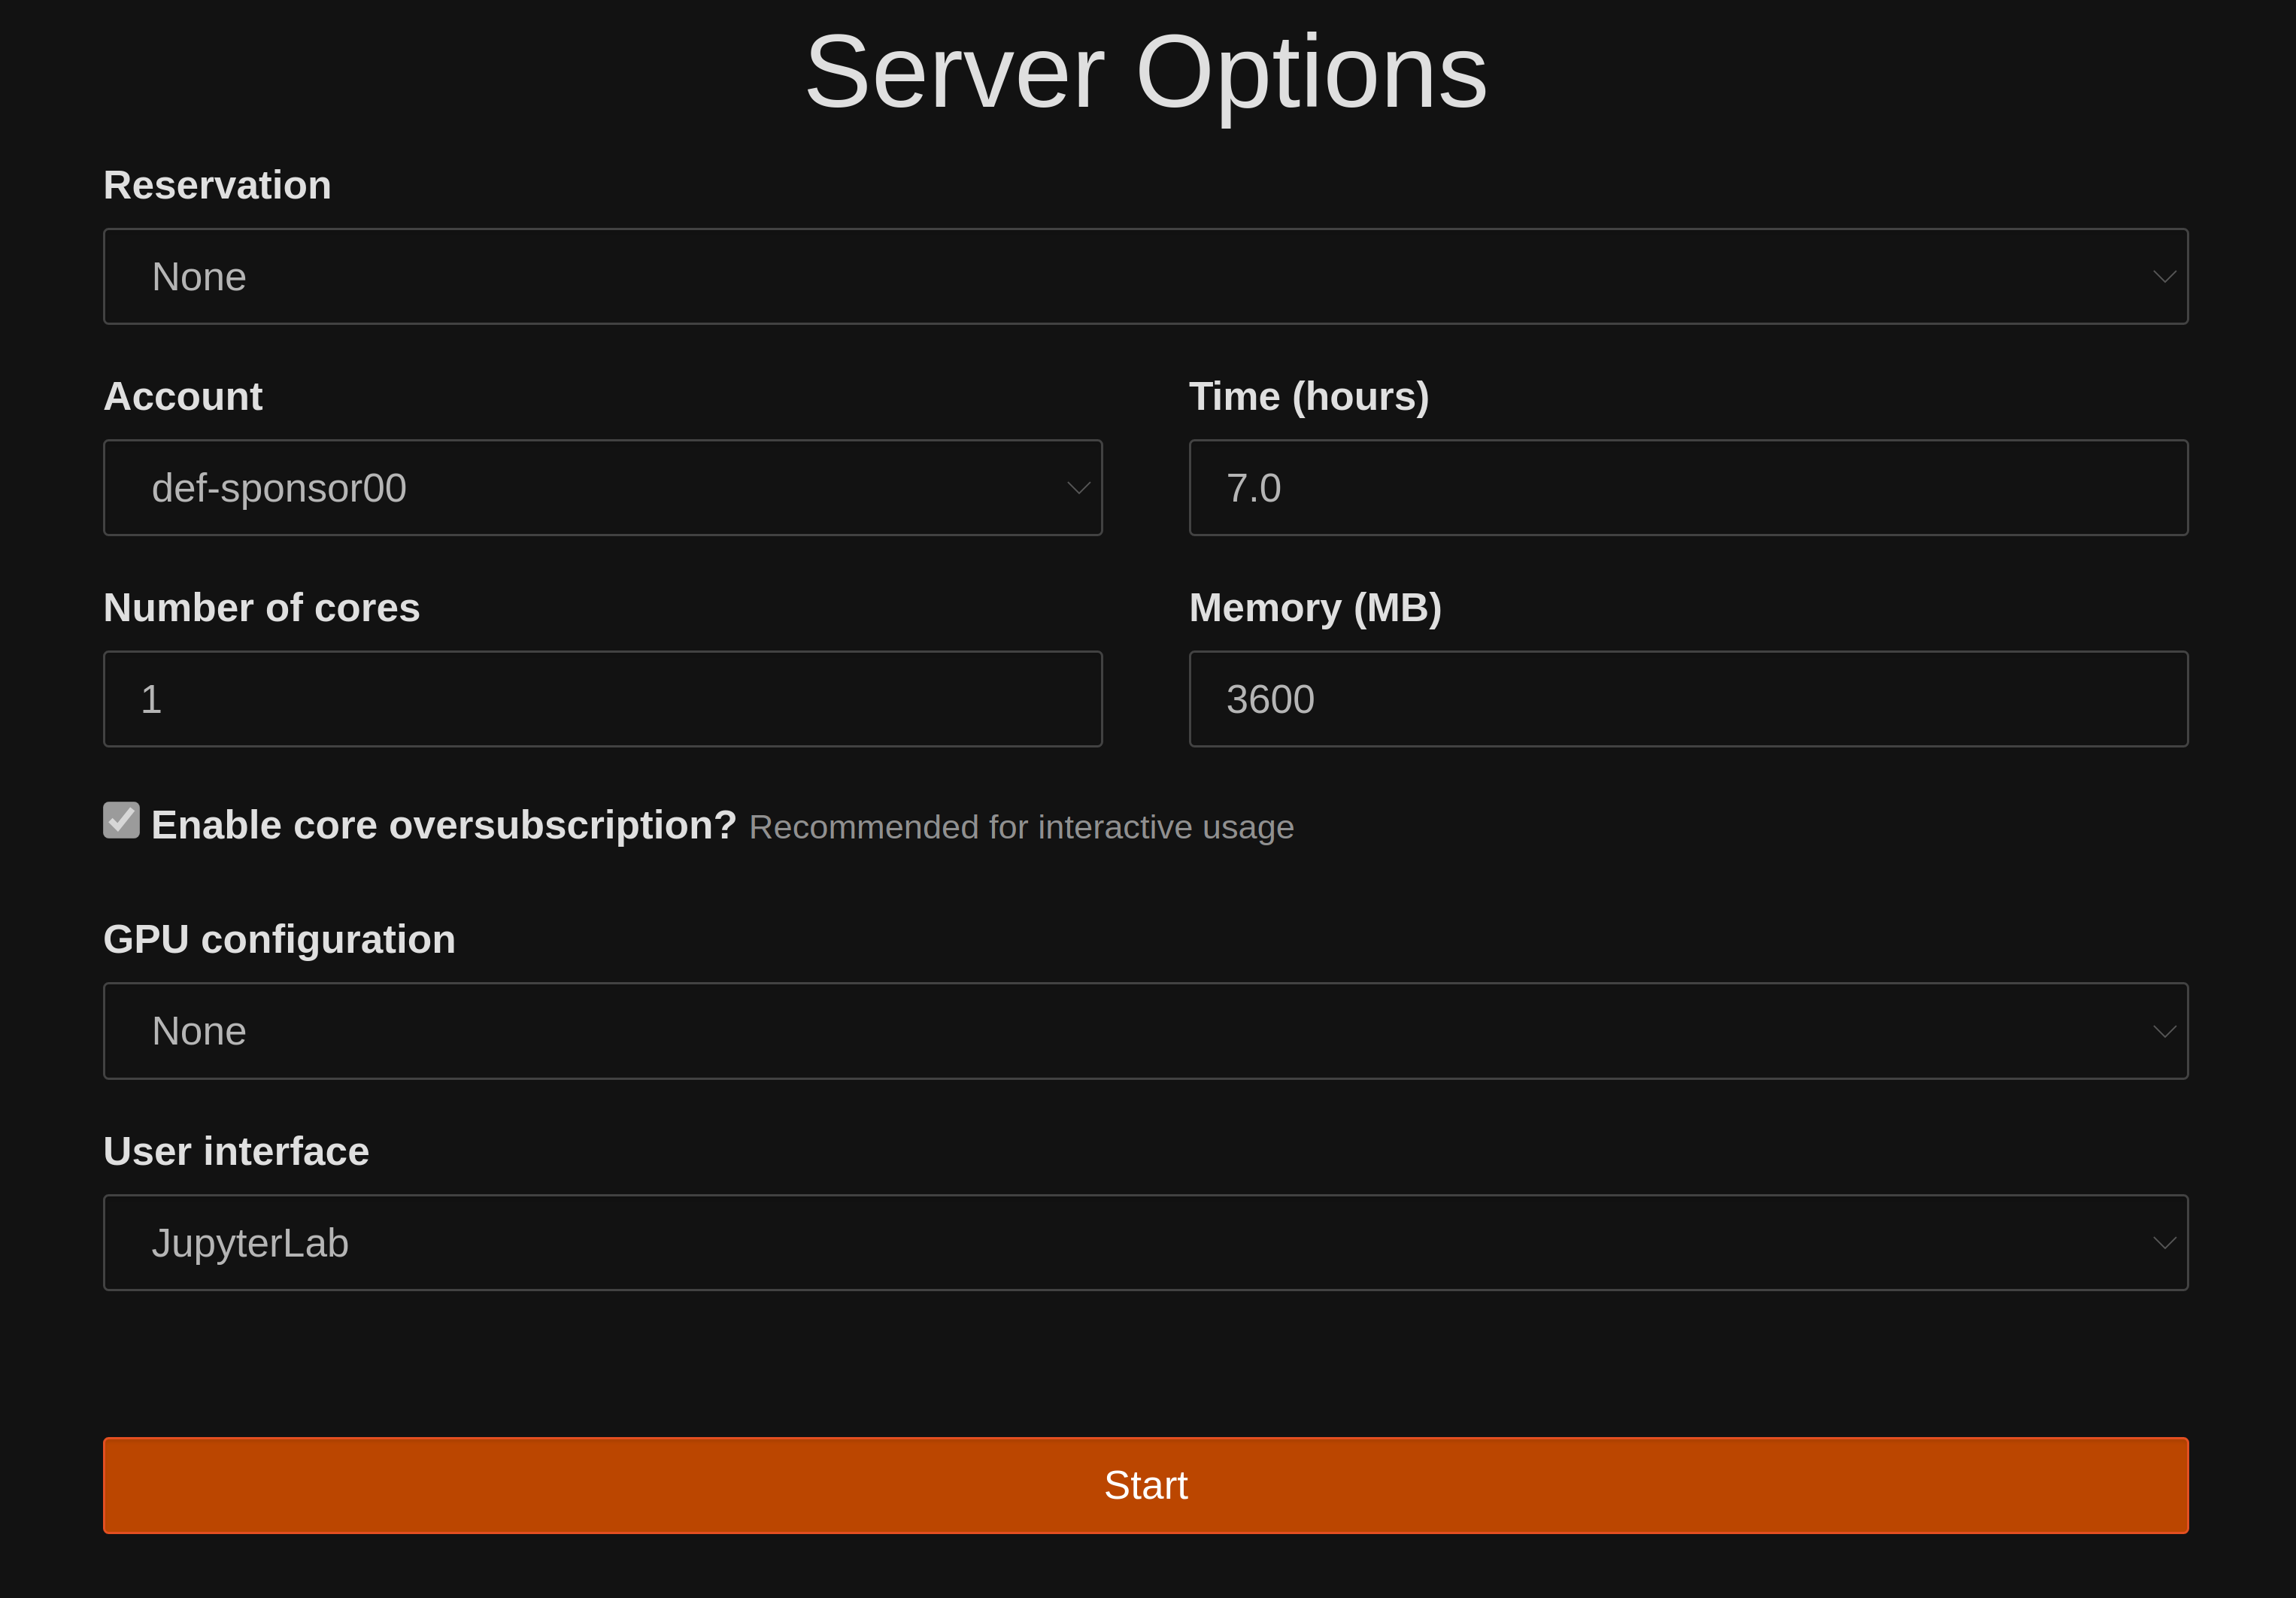 Server Options
Reservation
None
Account
Time (hours)
def-sponsor00
7.0
Number of cores
Memory (MB)
1
3600
Enable core oversubscription? Recommended for interactive usage
GPU configuration
None
User interface
JupyterLab
Start